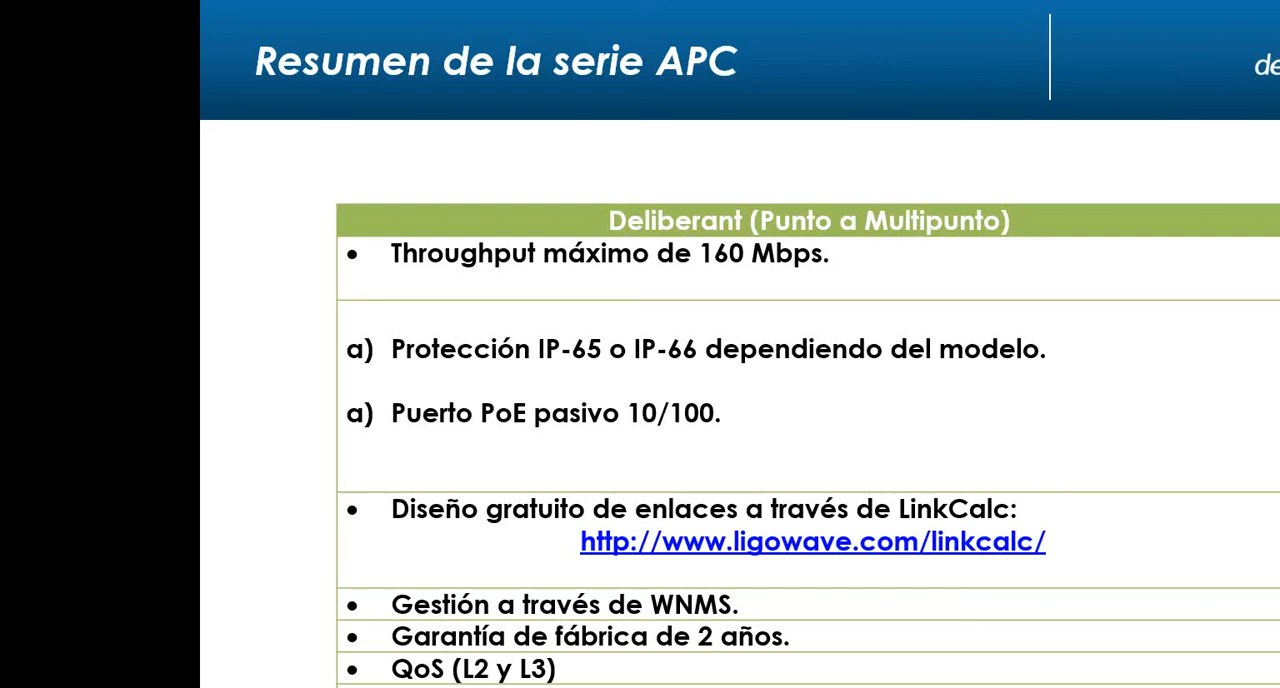 Resumen de la serie APC
de
Deliberant (Punto a Multipunto)
• Throughput máximo de 160 Mbps.
a) Protección IP-65 o IP-66 dependiendo del modelo.
a) Puerto PoE pasivo 10/100.
• Diseño gratuito de enlaces a través de LinkCalc:
http://www.ligowave.com/linkcalc/
• Gestión a través de WNMS.
• Garantía de fábrica de 2 años.
• QoS (L2 y L3)